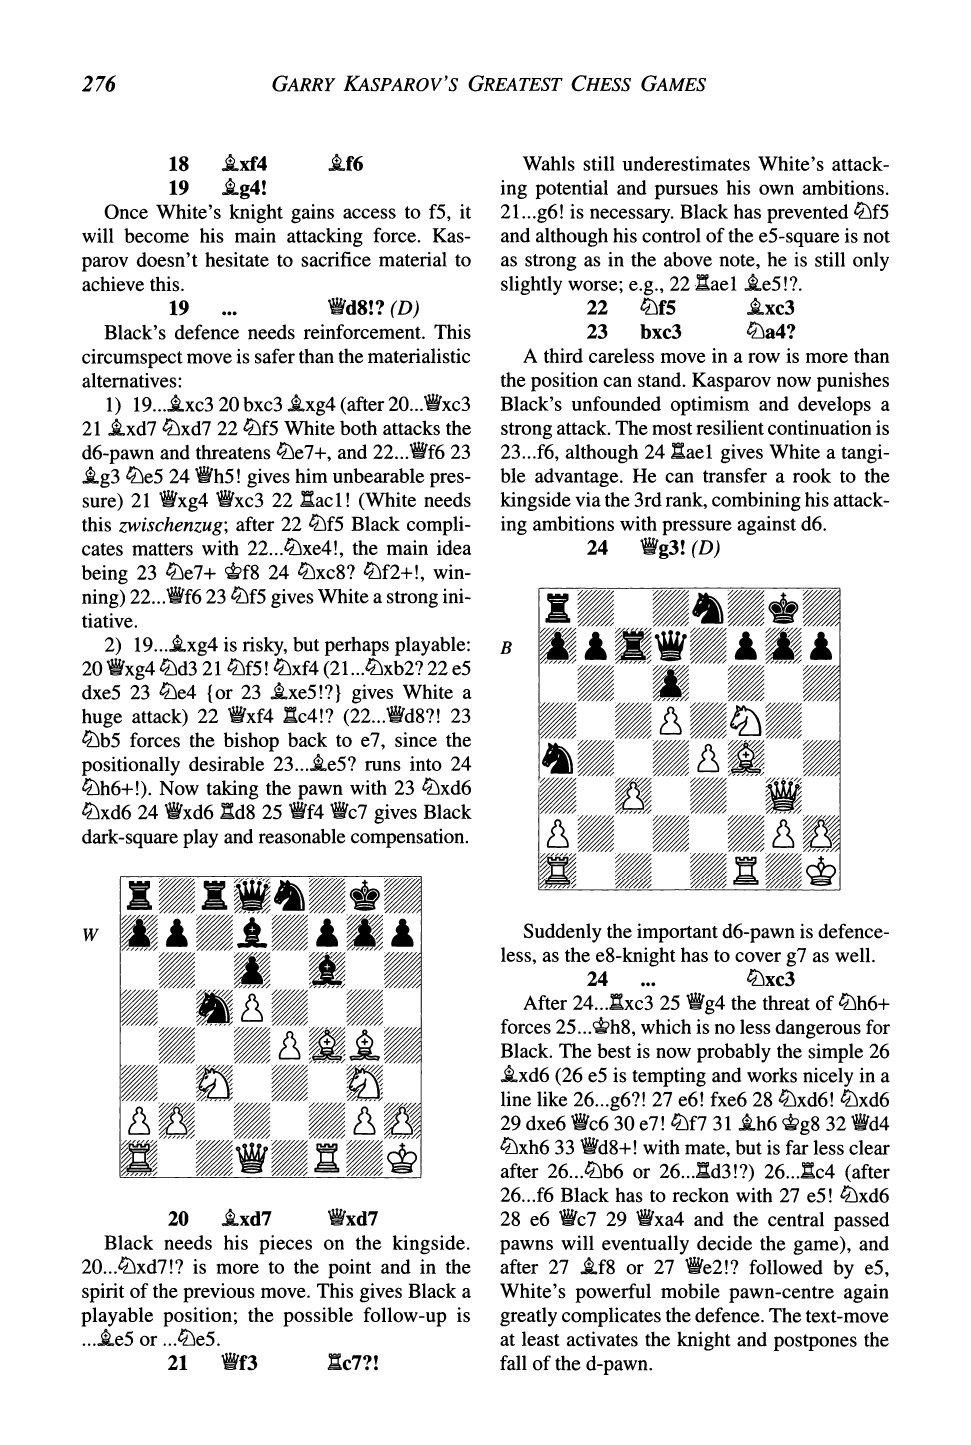 276
GARRY KASPAROV'S GREATEST CHESS GAMES
18 ♗xf4 ♗f6
19 ♗g4!
Once White's knight gains access to f5, it
will become his main attacking force. Kas-
parov doesn't hesitate to sacrifice material to
achieve this.
19 ... ♕d8!? (D)
Black's defence needs reinforcement. This
circumspect move is safer than the materialistic
alternatives:
1) 19...♗xc3 20 bxc3 ♗xg4 (after 20...♕xc3
21 ♗xd7 ♘xd7 22 ♘f5 White both attacks the
d6-pawn and threatens ♘e7+, and 22...♕f6 23
♗g3 ♘e5 24 ♕h5! gives him unbearable pres-
sure) 21 ♕xg4 ♕xc3 22 ♖ac1! (White needs
this zwischenzug; after 22 ♘f5 Black compli-
cates matters with 22...♘xe4!, the main idea
being 23 ♘e7+ ♔f8 24 ♘xc8? ♘f2+!, win-
ning) 22...♕f6 23 ♘f5 gives White a strong ini-
tiative.
2) 19...♗xg4 is risky, but perhaps playable:
20 ♕xg4 ♘d3 21 ♘f5! ♘xf4 (21...♘xb2? 22 e5
dxe5 23 ♘e4 {or 23 ♗xe5!?} gives White a
huge attack) 22 ♕xf4 ♖c4!? (22...♕d8?! 23
♘b5 forces the bishop back to e7, since the
positionally desirable 23...♗e5? runs into 24
♘h6+!). Now taking the pawn with 23 ♘xd6
♘xd6 24 ♕xd6 ♖d8 25 ♕f4 ♕c7 gives Black
dark-square play and reasonable compensation.
W
20 ♗xd7 ♕xd7
Black needs his pieces on the kingside.
20...♘xd7!? is more to the point and in the
spirit of the previous move. This gives Black a
playable position; the possible follow-up is
...♗e5 or ...♘e5.
21 ♕f3 ♖c7?!
Wahls still underestimates White's attack-
ing potential and pursues his own ambitions.
21...g6! is necessary. Black has prevented ♘f5
and although his control of the e5-square is not
as strong as in the above note, he is still only
slightly worse; e.g., 22 ♖ae1 ♗e5!?.
22 ♘f5 ♗xc3
23 bxc3 ♘a4?
A third careless move in a row is more than
the position can stand. Kasparov now punishes
Black's unfounded optimism and develops a
strong attack. The most resilient continuation is
23...f6, although 24 ♖ae1 gives White a tangi-
ble advantage. He can transfer a rook to the
kingside via the 3rd rank, combining his attack-
ing ambitions with pressure against d6.
24 ♕g3! (D)
B
Suddenly the important d6-pawn is defence-
less, as the e8-knight has to cover g7 as well.
24 ... ♘xc3
After 24...♖xc3 25 ♕g4 the threat of ♘h6+
forces 25...♔h8, which is no less dangerous for
Black. The best is now probably the simple 26
♗xd6 (26 e5 is tempting and works nicely in a
line like 26...g6?! 27 e6! fxe6 28 ♘xd6! ♘xd6
29 dxe6 ♕c6 30 e7! ♘f7 31 ♗h6 ♔g8 32 ♕d4
♘xh6 33 ♕d8+! with mate, but is far less clear
after 26...♘b6 or 26...♖d3!?) 26...♖c4 (after
26...f6 Black has to reckon with 27 e5! ♘xd6
28 e6 ♕c7 29 ♕xa4 and the central passed
pawns will eventually decide the game), and
after 27 ♗f8 or 27 ♕e2!? followed by e5,
White's powerful mobile pawn-centre again
greatly complicates the defence. The text-move
at least activates the knight and postpones the
fall of the d-pawn.